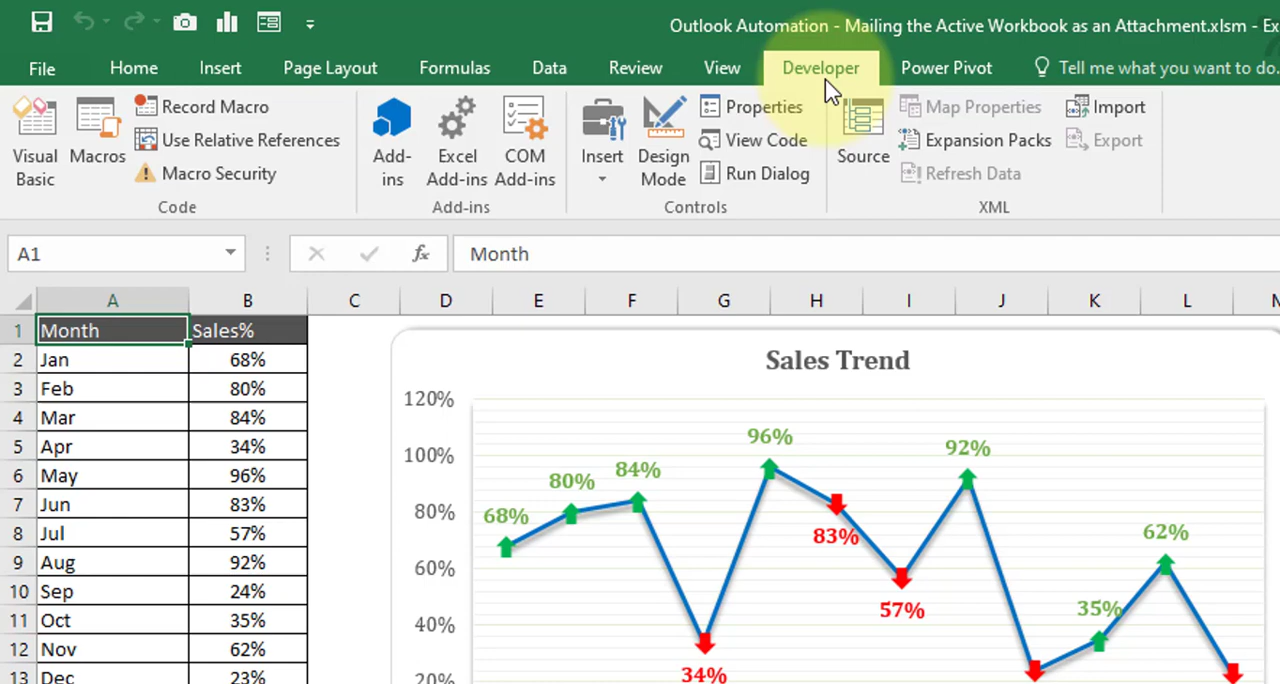 Outlook Automation - Mailing the Active Workbook as an Attachment.xlsm - Ex
File Home Insert Page Layout Formulas Data Review View Developer Power Pivot Tell me what you want to do.
Visual Basic
Macros
Record Macro
Use Relative References
Macro Security
Code
Add-ins
Excel Add-ins
COM Add-ins
Add-ins
Insert
Design Mode
Properties
View Code
Run Dialog
Controls
Source
Map Properties
Expansion Packs
Refresh Data
Import
Export
XML
A1 fx Month
A B C D E F G H I J K L
1 Month Sales%
2 Jan 68%
3 Feb 80%
4 Mar 84%
5 Apr 34%
6 May 96%
7 Jun 83%
8 Jul 57%
9 Aug 92%
10 Sep 24%
11 Oct 35%
12 Nov 62%
13 Dec 23%
Sales Trend
120%
100%
80%
60%
40%
20%
68%
80%
84%
34%
96%
83%
57%
92%
35%
62%